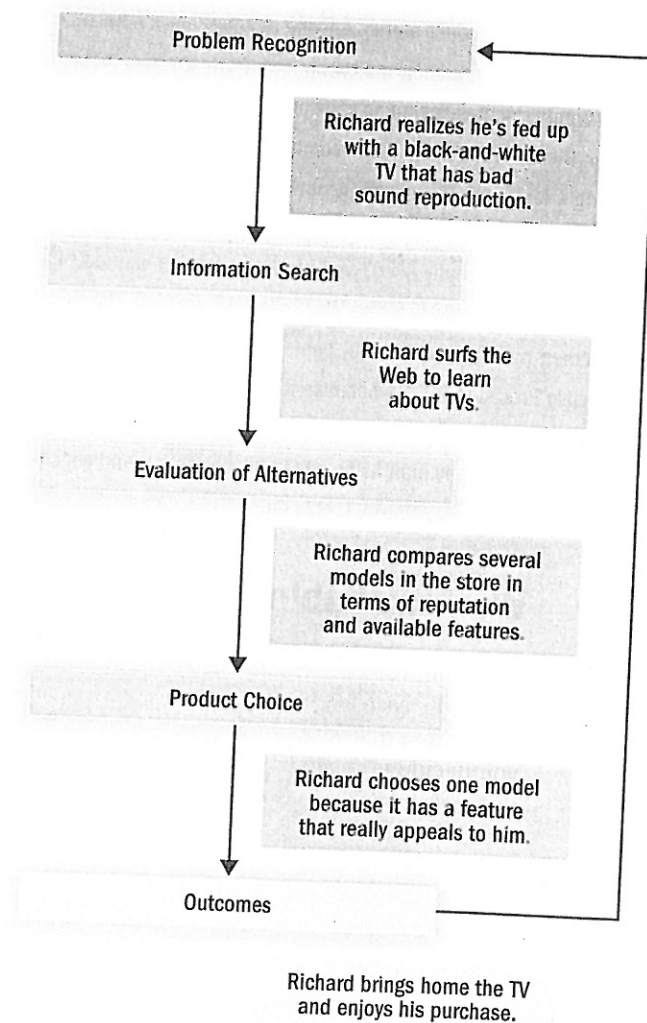 Problem Recognition
Richard realizes he's fed up
with a black-and-white
TV that has bad
sound reproduction.
Information Search
Richard surfs the
Web to learn
about TVs.
Evaluation of Alternatives
Richard compares several
models in the store in
terms of reputation
and available features.
Product Choice
Richard chooses one model
because it has a feature
that really appeals to him.
Outcomes
Richard brings home the TV
and enjoys his purchase.